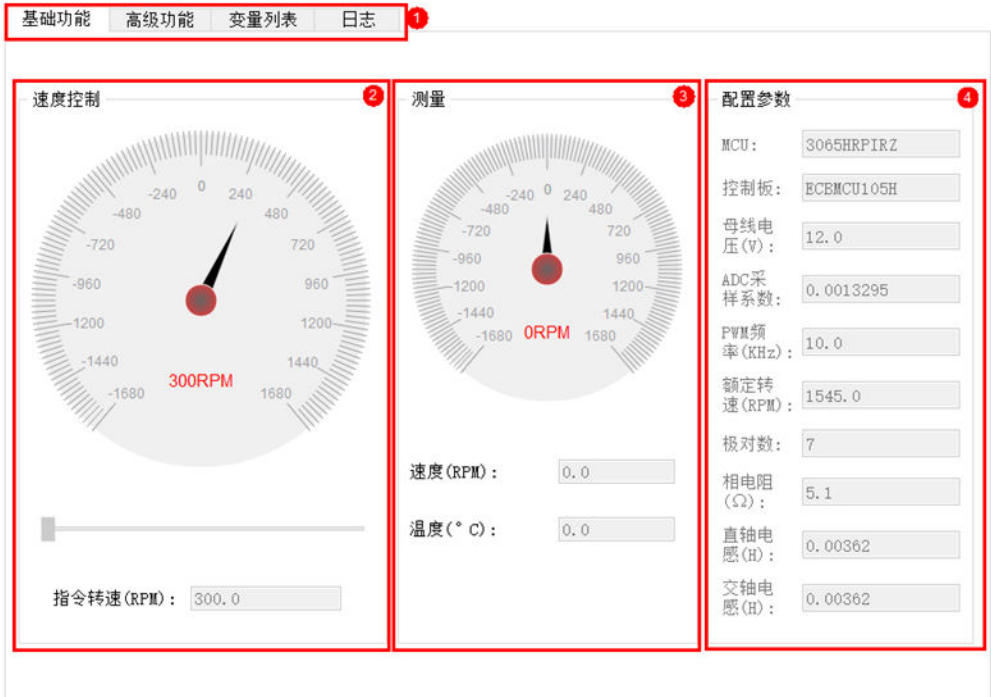 基础功能 高级功能 变量列表 日志 1
速度控制 2
0
-240 240
-480 480
-720 720
-960 960
-1200 1200
-1440 1440
-1680 1680
300RPM
指令转速(RPM): 300.0
测量 3
0
-240 240
-480 480
-720 720
-960 960
-1200 1200
-1440 1440
-1680 1680
0RPM
速度(RPM): 0.0
温度(°C): 0.0
配置参数 4
MCU: 3065HRPIRZ
控制板: ECBMCU105H
母线电
压(V): 12.0
ADC采
样系数: 0.0013295
PWM频
率(KHz): 10.0
额定转
速(RPM): 1545.0
极对数: 7
相电阻
(Ω): 5.1
直轴电
感(H): 0.00362
交轴电
感(H): 0.00362